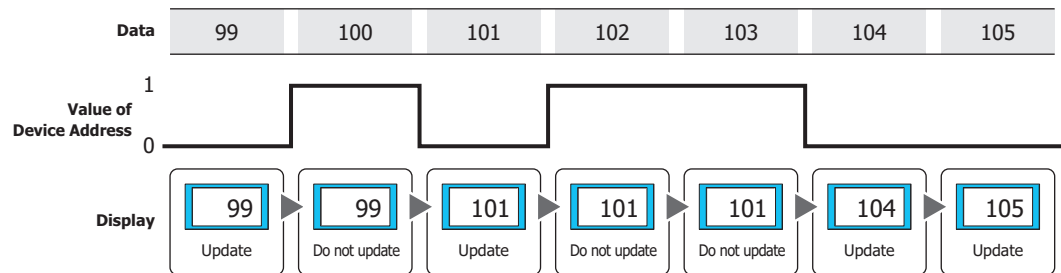 Data 99 100 101 102 103 104 105
1
Value of
Device Address
0
Display 99 99 101 101 101 104 105
Update Do not update Update Do not update Do not update Update Update